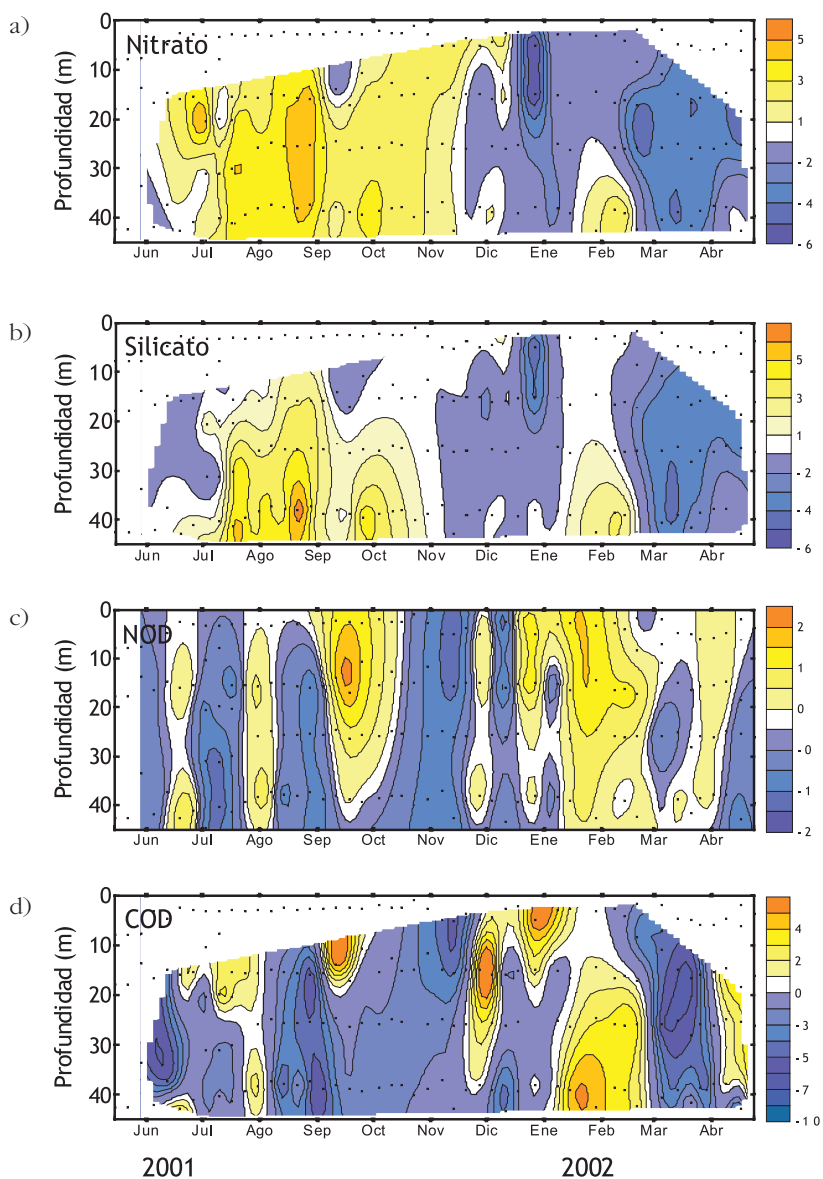 a)
Nitrato
Profundidad (m)
0
10
20
30
40
Jun Jul Ago Sep Oct Nov Dic Ene Feb Mar Abr
5
3
1
- 2
- 4
- 6
b)
Silicato
Profundidad (m)
0
10
20
30
40
Jun Jul Ago Sep Oct Nov Dic Ene Feb Mar Abr
5
3
1
- 2
- 4
- 6
c)
NOD
Profundidad (m)
0
10
20
30
40
Jun Jul Ago Sep Oct Nov Dic Ene Feb Mar Abr
2
1
0
- 0
- 1
- 2
d)
COD
Profundidad (m)
0
10
20
30
40
Jun Jul Ago Sep Oct Nov Dic Ene Feb Mar Abr
4
2
0
- 3
- 5
- 7
- 1 0
2001 2002